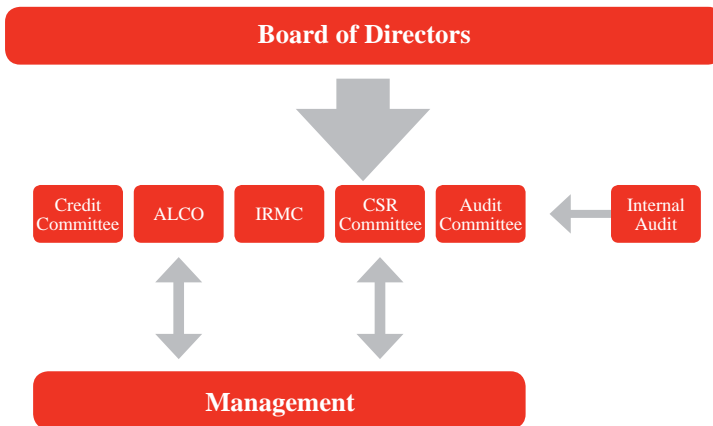 Board of Directors
Credit
Committee
ALCO
IRMC
CSR
Committee
Audit
Committee
Internal
Audit
Management